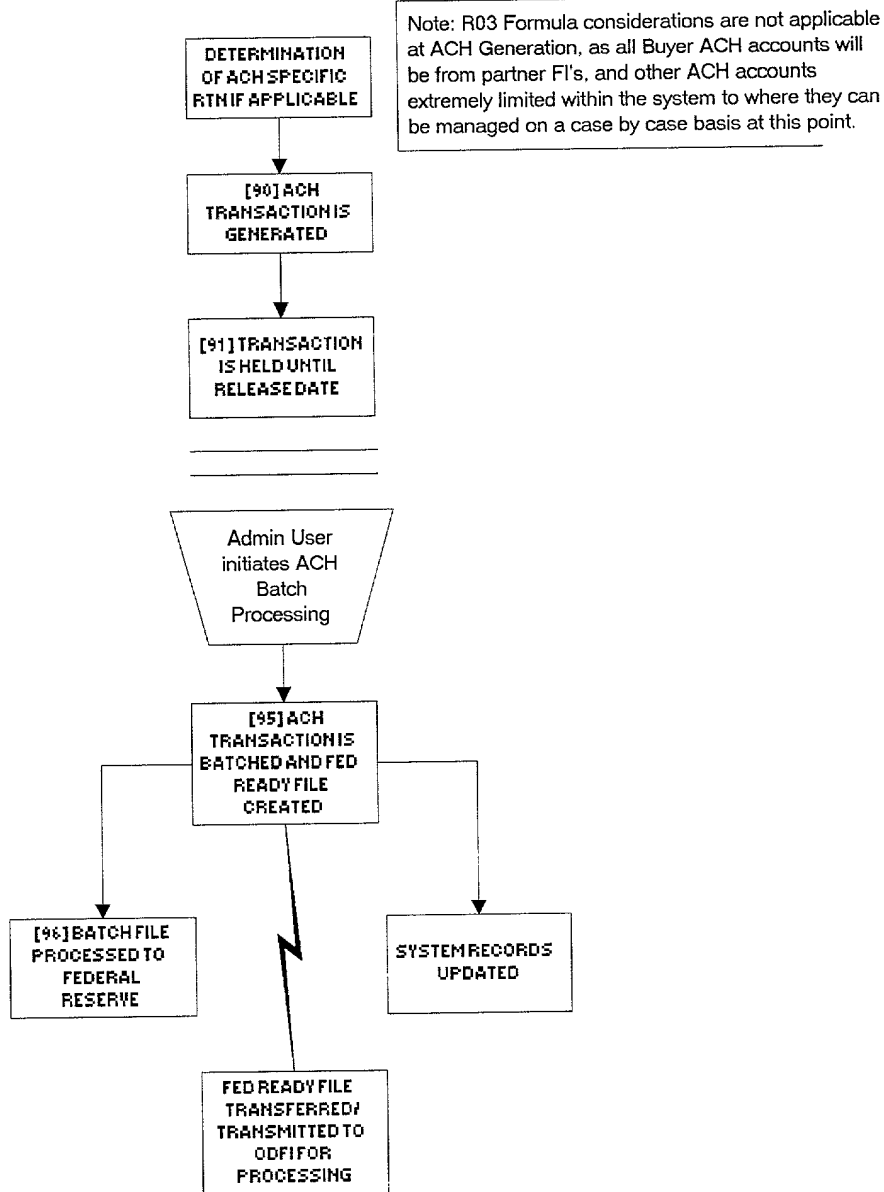 Note: R03 Formula considerations are not applicable
at ACH Generation, as all Buyer ACH accounts will
be from partner FI's, and other ACH accounts
extremely limited within the system to where they can
be managed on a case by case basis at this point.
DETERMINATION
OF ACH SPECIFIC
RTN IF APPLICABLE
[90] ACH
TRANSACTION IS
GENERATED
[91] TRANSACTION
IS HELD UNTIL
RELEASE DATE
Admin User
initiates ACH
Batch
Processing
[95] ACH
TRANSACTION IS
BATCHED AND FED
READY FILE
CREATED
[96] BATCH FILE
PROCESSED TO
FEDERAL
RESERVE
SYSTEM RECORDS
UPDATED
FED READY FILE
TRANSFERRED/
TRANSMITTED TO
ODFI FOR
PROCESSING